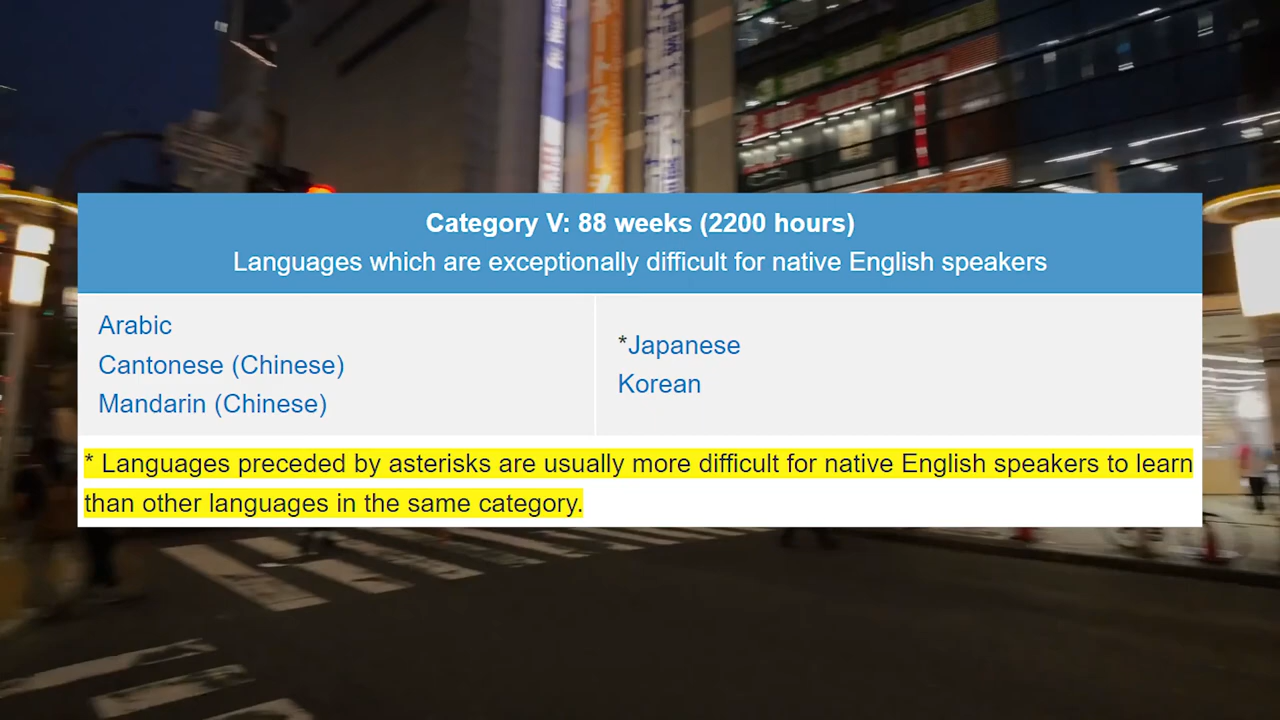 Category V: 88 weeks (2200 hours)
Languages which are exceptionally difficult for native English speakers
Arabic
Cantonese (Chinese)
Mandarin (Chinese)
*Japanese
Korean
* Languages preceded by asterisks are usually more difficult for native English speakers to learn
than other languages in the same category.